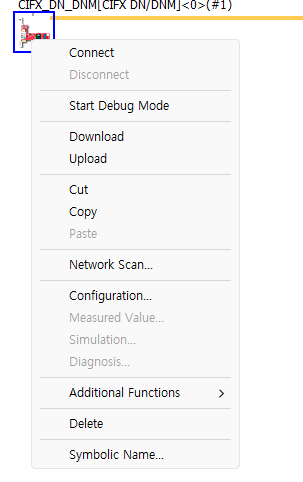 CIFX_DN_DNM[CIFX DN/DNM]<0>(#1)
Connect
Disconnect
Start Debug Mode
Download
Upload
Cut
Copy
Paste
Network Scan...
Configuration...
Measured Value...
Simulation...
Diagnosis...
Additional Functions
Delete
Symbolic Name...